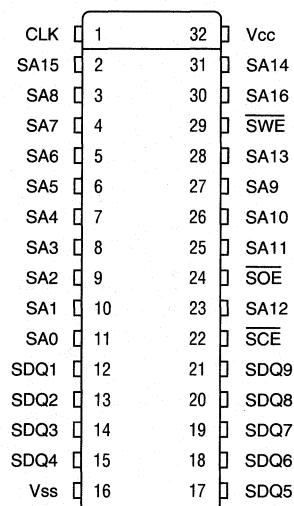 CLK 1 32 Vcc
SA15 2 31 SA14
SA8 3 30 SA16
SA7 4 29 S̅W̅E̅
SA6 5 28 SA13
SA5 6 27 SA9
SA4 7 26 SA10
SA3 8 25 SA11
SA2 9 24 S̅O̅E̅
SA1 10 23 SA12
SA0 11 22 S̅C̅E̅
SDQ1 12 21 SDQ9
SDQ2 13 20 SDQ8
SDQ3 14 19 SDQ7
SDQ4 15 18 SDQ6
Vss 16 17 SDQ5